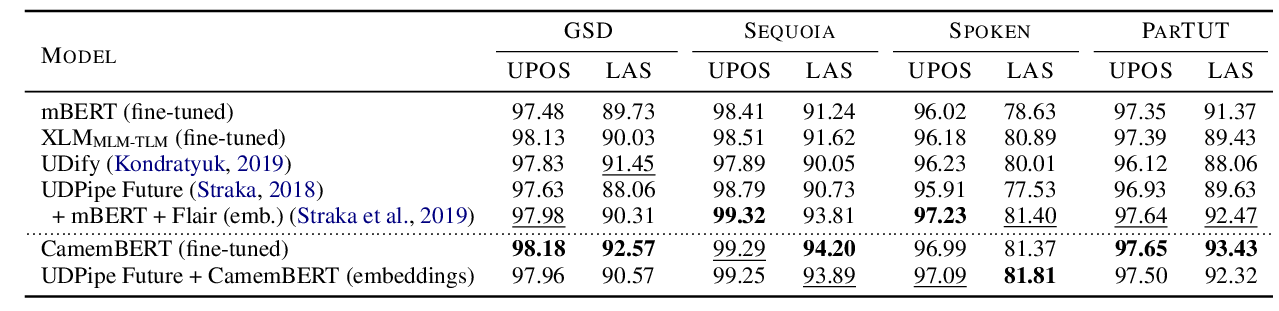 GSD SEQUOIA SPOKEN PARTUT
MODEL
UPOS LAS UPOS LAS UPOS LAS UPOS LAS
mBERT (fine-tuned) 97.48 89.73 98.41 91.24 96.02 78.63 97.35 91.37
XLMMLM-TLM (fine-tuned) 98.13 90.03 98.51 91.62 96.18 80.89 97.39 89.43
UDify (Kondratyuk, 2019) 97.83 91.45 97.89 90.05 96.23 80.01 96.12 88.06
UDPipe Future (Straka, 2018) 97.63 88.06 98.79 90.73 95.91 77.53 96.93 89.63
+ mBERT + Flair (emb.) (Straka et al., 2019) 97.98 90.31 99.32 93.81 97.23 81.40 97.64 92.47
CamemBERT (fine-tuned) 98.18 92.57 99.29 94.20 96.99 81.37 97.65 93.43
UDPipe Future + CamemBERT (embeddings) 97.96 90.57 99.25 93.89 97.09 81.81 97.50 92.32